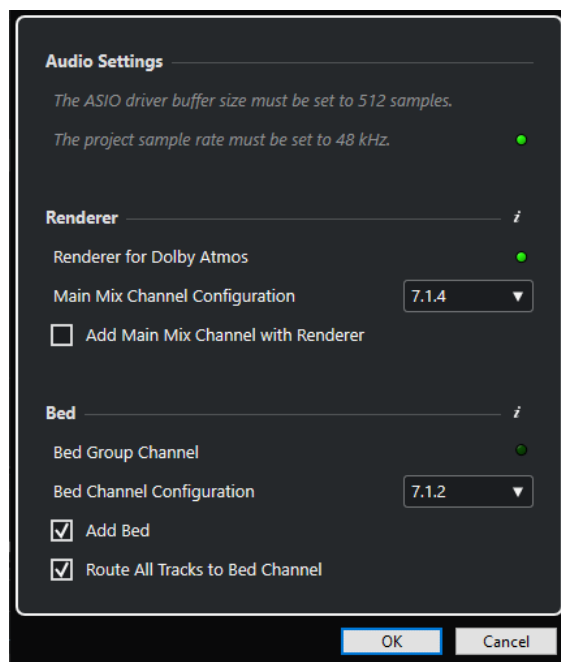 Audio Settings
The ASIO driver buffer size must be set to 512 samples.
The project sample rate must be set to 48 kHz.
Renderer i
Renderer for Dolby Atmos
Main Mix Channel Configuration 7.1.4
Add Main Mix Channel with Renderer
Bed i
Bed Group Channel
Bed Channel Configuration 7.1.2
Add Bed
Route All Tracks to Bed Channel
OK Cancel